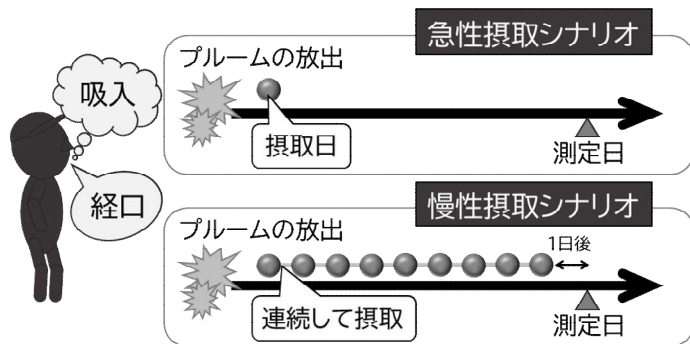 吸入
経口
急性摂取シナリオ
プルームの放出
摂取日
測定日
慢性摂取シナリオ
プルームの放出
1日後
連続して摂取
測定日